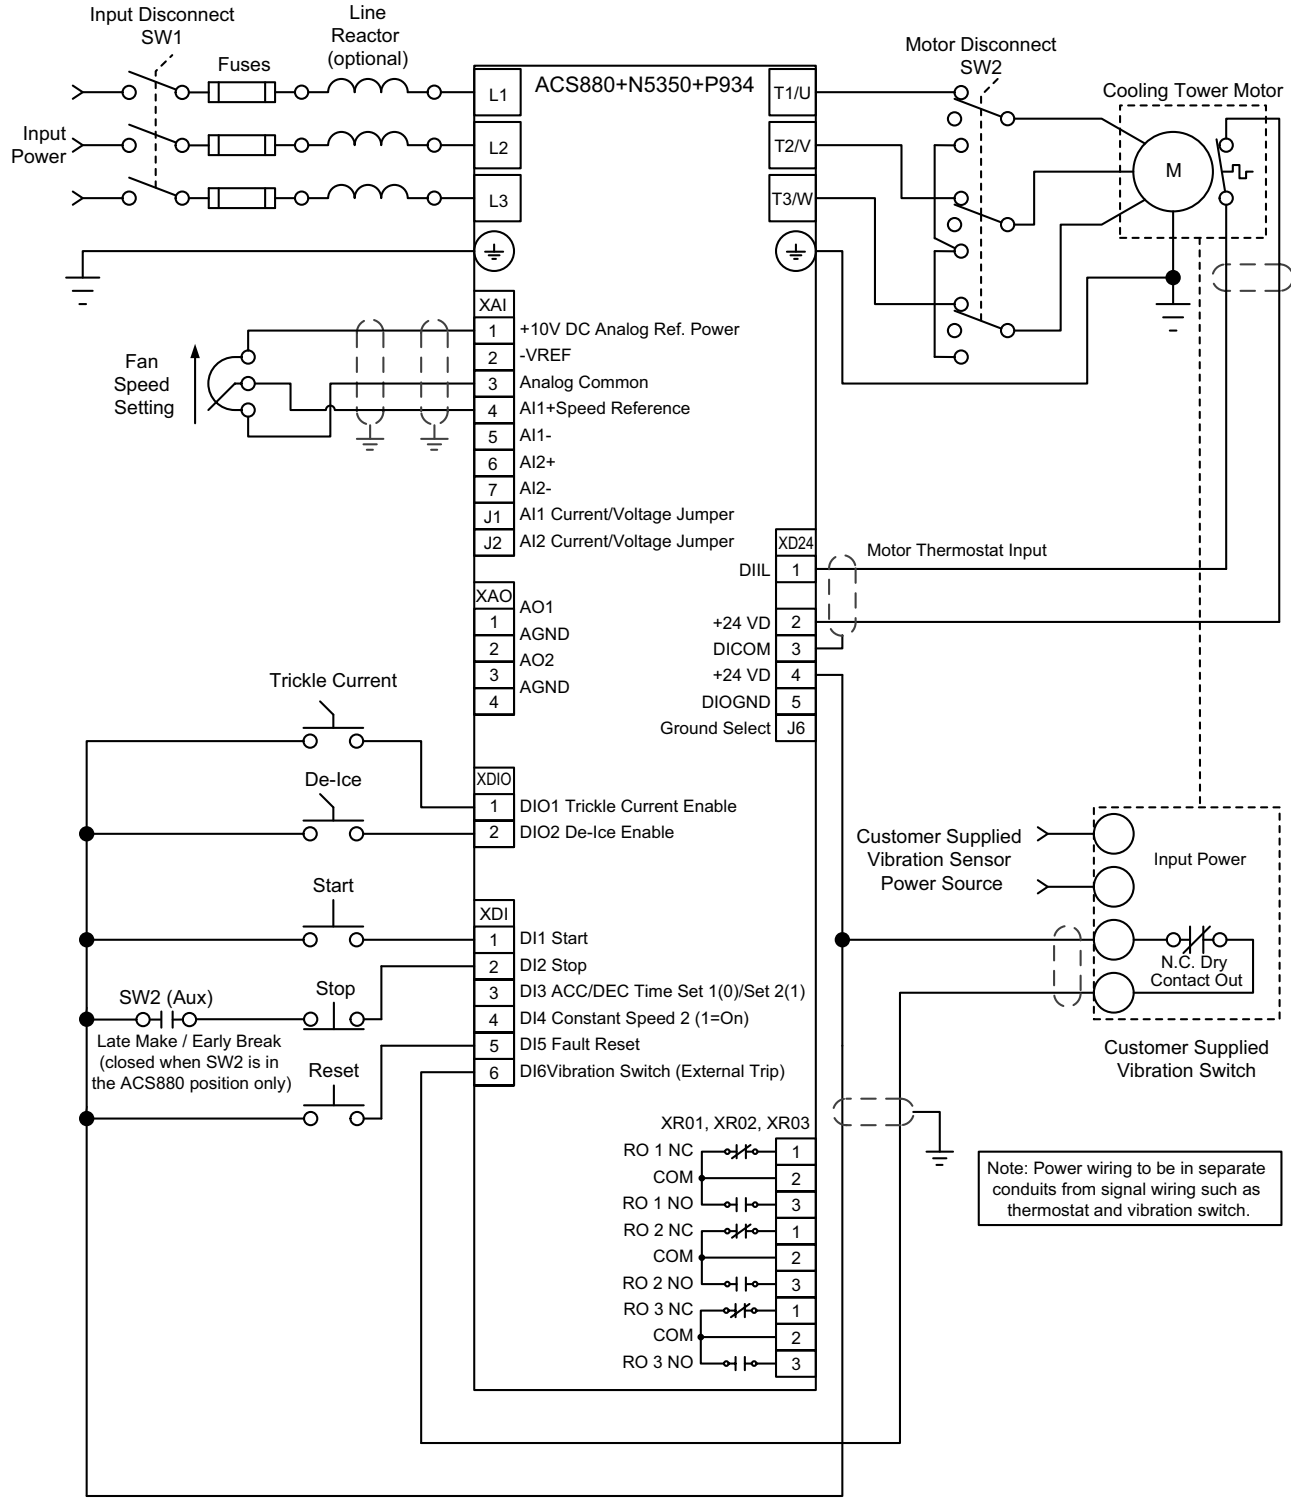 Input Disconnect
SW1
Fuses
Line
Reactor
(optional)
Input
Power
L1
L2
L3
ACS880+N5350+P934
T1/U
T2/V
T3/W
Motor Disconnect
SW2
Cooling Tower Motor
M
Fan
Speed
Setting
XAI
1 +10V DC Analog Ref. Power
2 -VREF
3 Analog Common
4 AI1+Speed Reference
5 AI1-
6 AI2+
7 AI2-
J1 AI1 Current/Voltage Jumper
J2 AI2 Current/Voltage Jumper
XD24
Motor Thermostat Input
DIIL 1
+24 VD 2
DICOM 3
+24 VD 4
DIOGND 5
Ground Select J6
XAO
AO1
1
AGND
2
AO2
3
AGND
4
Trickle Current
De-Ice
XDIO
1 DIO1 Trickle Current Enable
2 DIO2 De-Ice Enable
Start
XDI
1 DI1 Start
2 DI2 Stop
3 DI3 ACC/DEC Time Set 1(0)/Set 2(1)
4 DI4 Constant Speed 2 (1=On)
5 DI5 Fault Reset
6 DI6Vibration Switch (External Trip)
SW2 (Aux)
Stop
Late Make / Early Break
(closed when SW2 is in
the ACS880 position only)
Reset
Customer Supplied
Vibration Sensor
Power Source
Input Power
N.C. Dry
Contact Out
Customer Supplied
Vibration Switch
XR01, XR02, XR03
RO 1 NC 1
COM 2
RO 1 NO 3
RO 2 NC 1
COM 2
RO 2 NO 3
RO 3 NC 1
COM 2
RO 3 NO 3
Note: Power wiring to be in separate
conduits from signal wiring such as
thermostat and vibration switch.